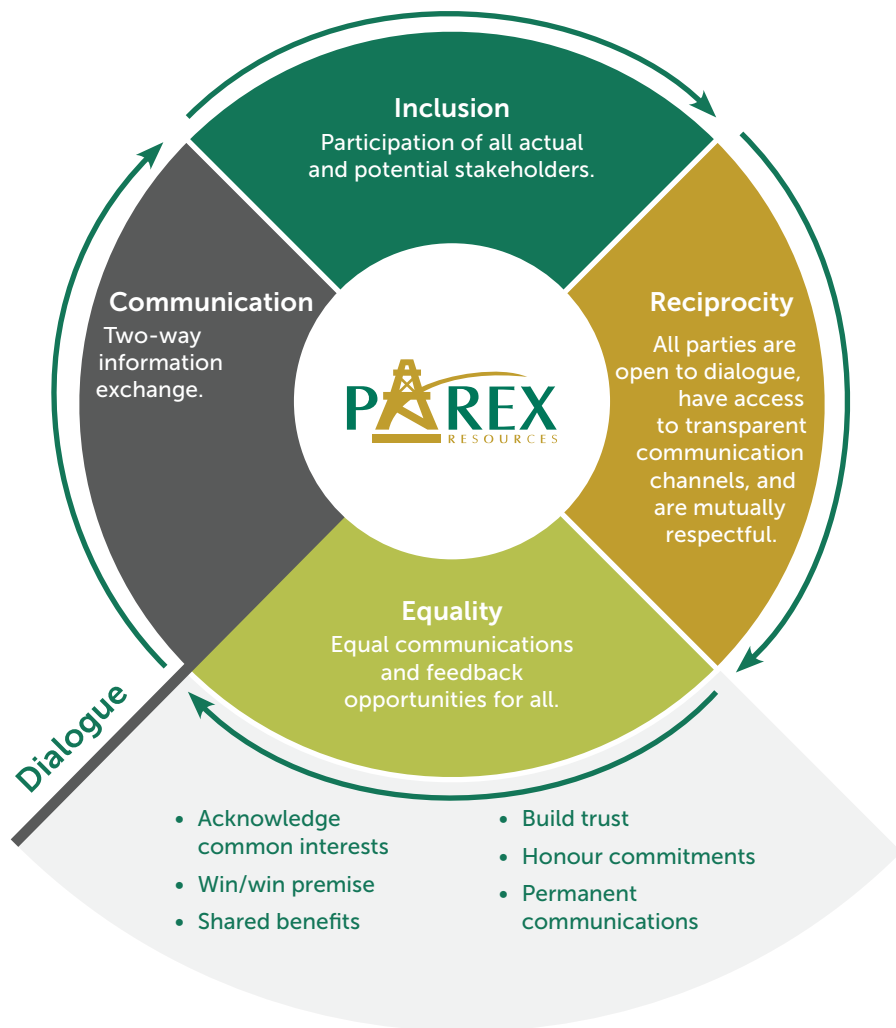 Inclusion
Participation of all actual
and potential stakeholders.
Communication
Two-way
information
exchange.
Reciprocity
All parties are
open to dialogue,
have access
to transparent
communication
channels, and
are mutually
respectful.
PAREX
RESOURCES
Equality
Equal communications
and feedback
opportunities for all.
Dialogue
• Acknowledge
common interests
• Win/win premise
• Shared benefits
• Build trust
• Honour commitments
• Permanent
communications